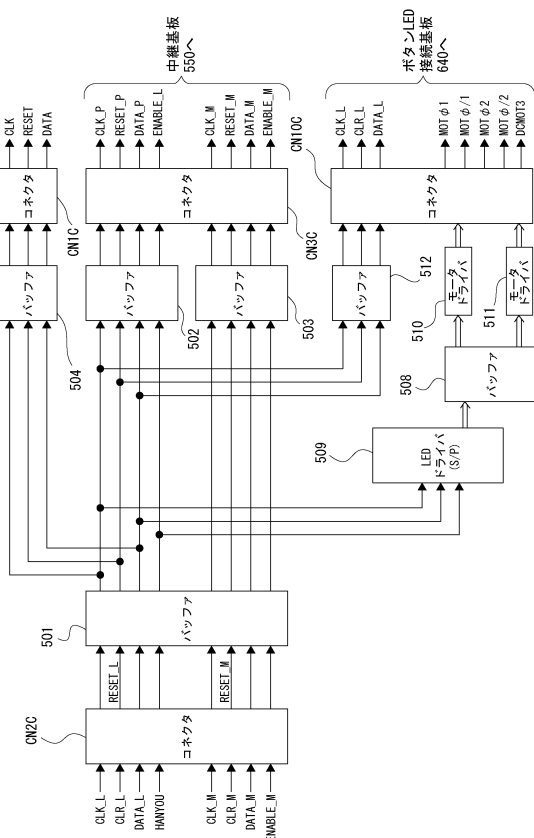 CLK
RESET
DATA
コネクタ
CN1C
バッファ
504
中継基板
550へ
CLK_P
RESET_P
DATA_P
ENABLE_L
CLK_M
RESET_M
DATA_M
ENABLE_M
コネクタ
CN3C
バッファ
502
バッファ
503
ボタンLED
接続基板
640へ
CLK_L
CLR_L
DATA_L
MOTφ1
MOTφ/1
MOTφ2
MOTφ/2
DCMOT3
CN10C
コネクタ
バッファ
512
モータ
ドライバ
510
モータ
ドライバ
511
バッファ
508
LED
ドライバ
(S/P)
509
バッファ
501
RESET_L
RESET_M
コネクタ
CN2C
CLK_L
CLR_L
DATA_L
HANYOU
CLK_M
CLR_M
DATA_M
ENABLE_M